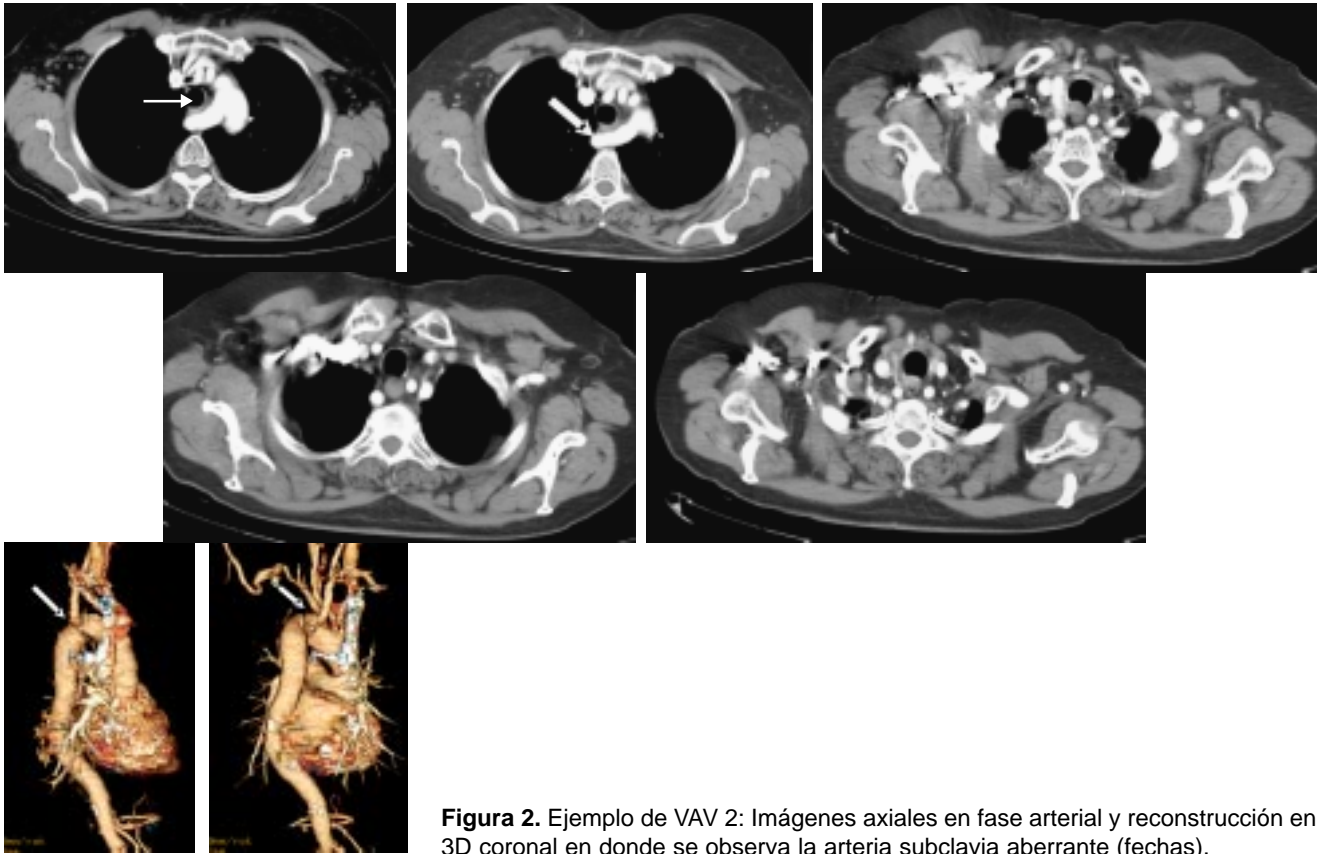 Figura 2. Ejemplo de VAV 2: Imágenes axiales en fase arterial y reconstrucción en
3D coronal en donde se observa la arteria subclavia aberrante (fechas).